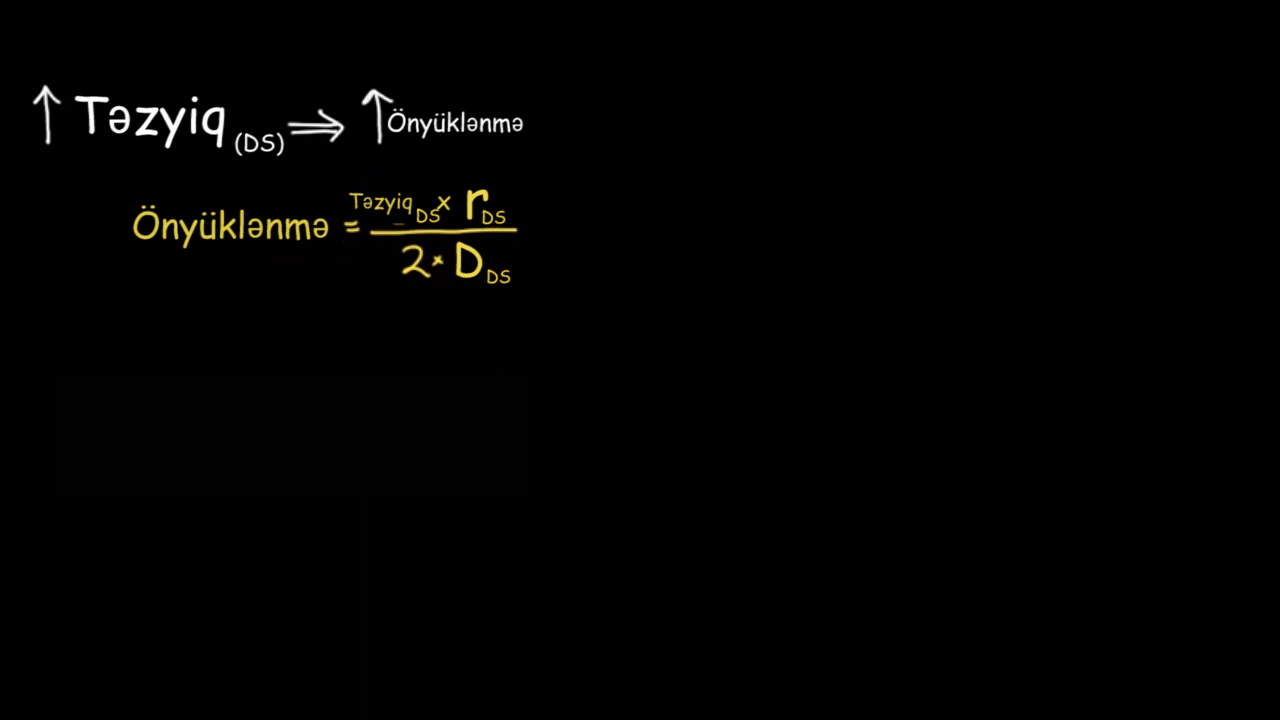 ↑ Təzyiq (DS) ⇒ ↑ Önyüklənmə
Önyüklənmə = Təzyiq DS × r DS
2 · D DS